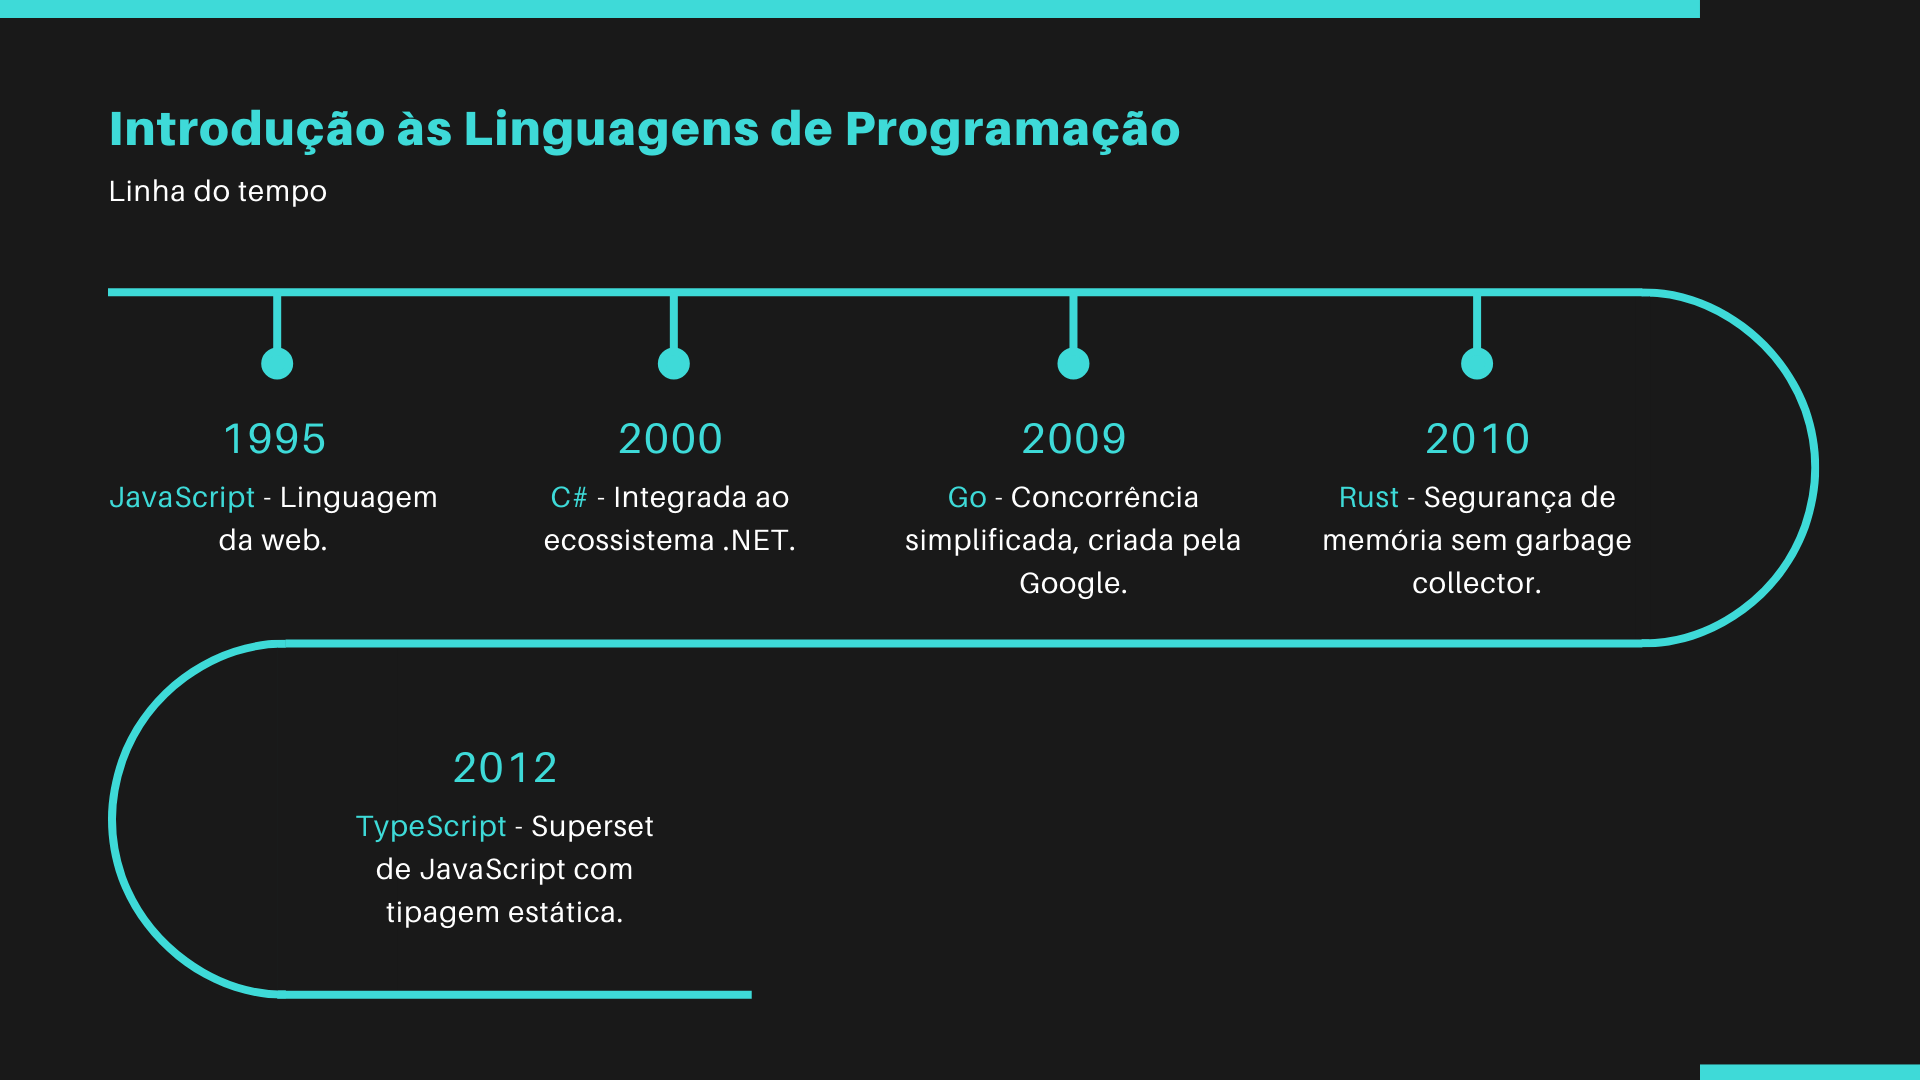 Introdução às Linguagens de Programação
Linha do tempo
1995
JavaScript - Linguagem
da web.
2000
C# - Integrada ao
ecossistema .NET.
2009
Go - Concorrência
simplificada, criada pela
Google.
2010
Rust - Segurança de
memória sem garbage
collector.
2012
TypeScript - Superset
de JavaScript com
tipagem estática.